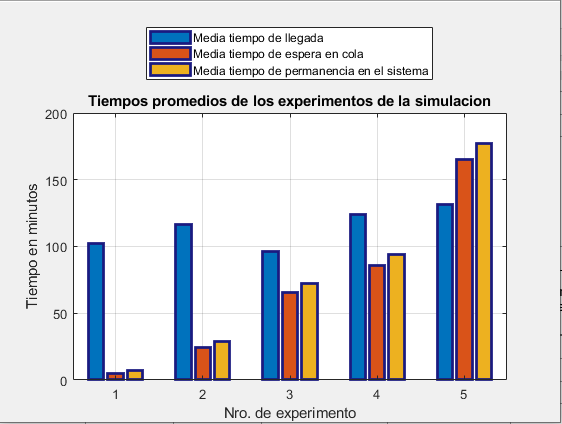 Media tiempo de llegada
Media tiempo de espera en cola
Media tiempo de permanencia en el sistema
Tiempos promedios de los experimentos de la simulacion
Tiempo en minutos
200
150
100
50
0
1 2 3 4 5
Nro. de experimento